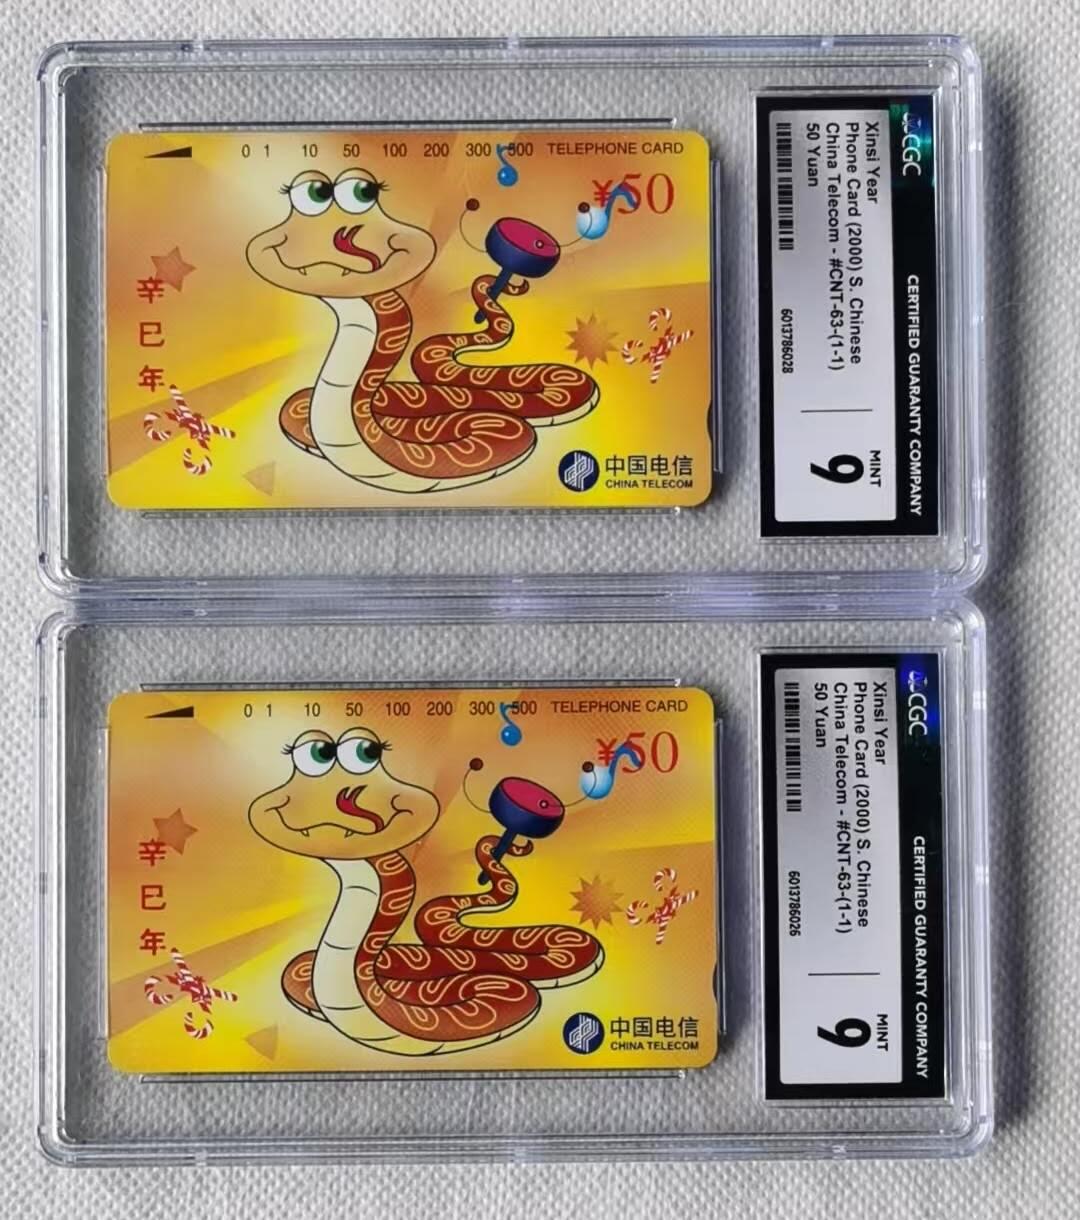 0 1 10 50 100 200 300 500 TELEPHONE CARD
¥50
辛
巳
年
中国电信
CHINA TELECOM
CGC
CERTIFIED GUARANTY COMPANY
Xinsi Year
Phone Card (2000) S. Chinese
China Telecom - #CNT-63-(1-1)
50 Yuan
6013786028
MINT
9
0 1 10 50 100 200 300 500 TELEPHONE CARD
¥50
辛
巳
年
中国电信
CHINA TELECOM
CGC
CERTIFIED GUARANTY COMPANY
Xinsi Year
Phone Card (2000) S. Chinese
China Telecom - #CNT-63-(1-1)
50 Yuan
6013786026
MINT
9